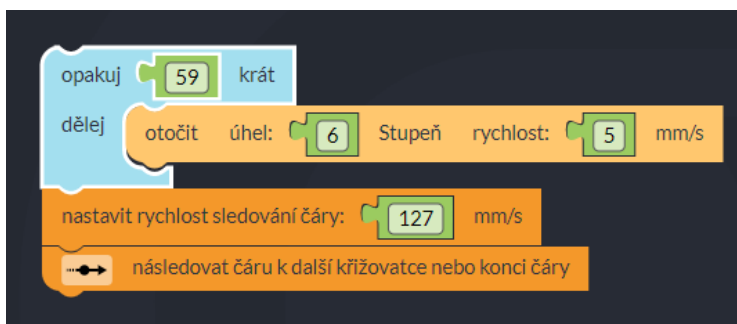 opakuj 59 krát
dělej otočit úhel: 6 Stupeň rychlost: 5 mm/s
nastavit rychlost sledování čáry: 127 mm/s
následovat čáru k další křižovatce nebo konci čáry